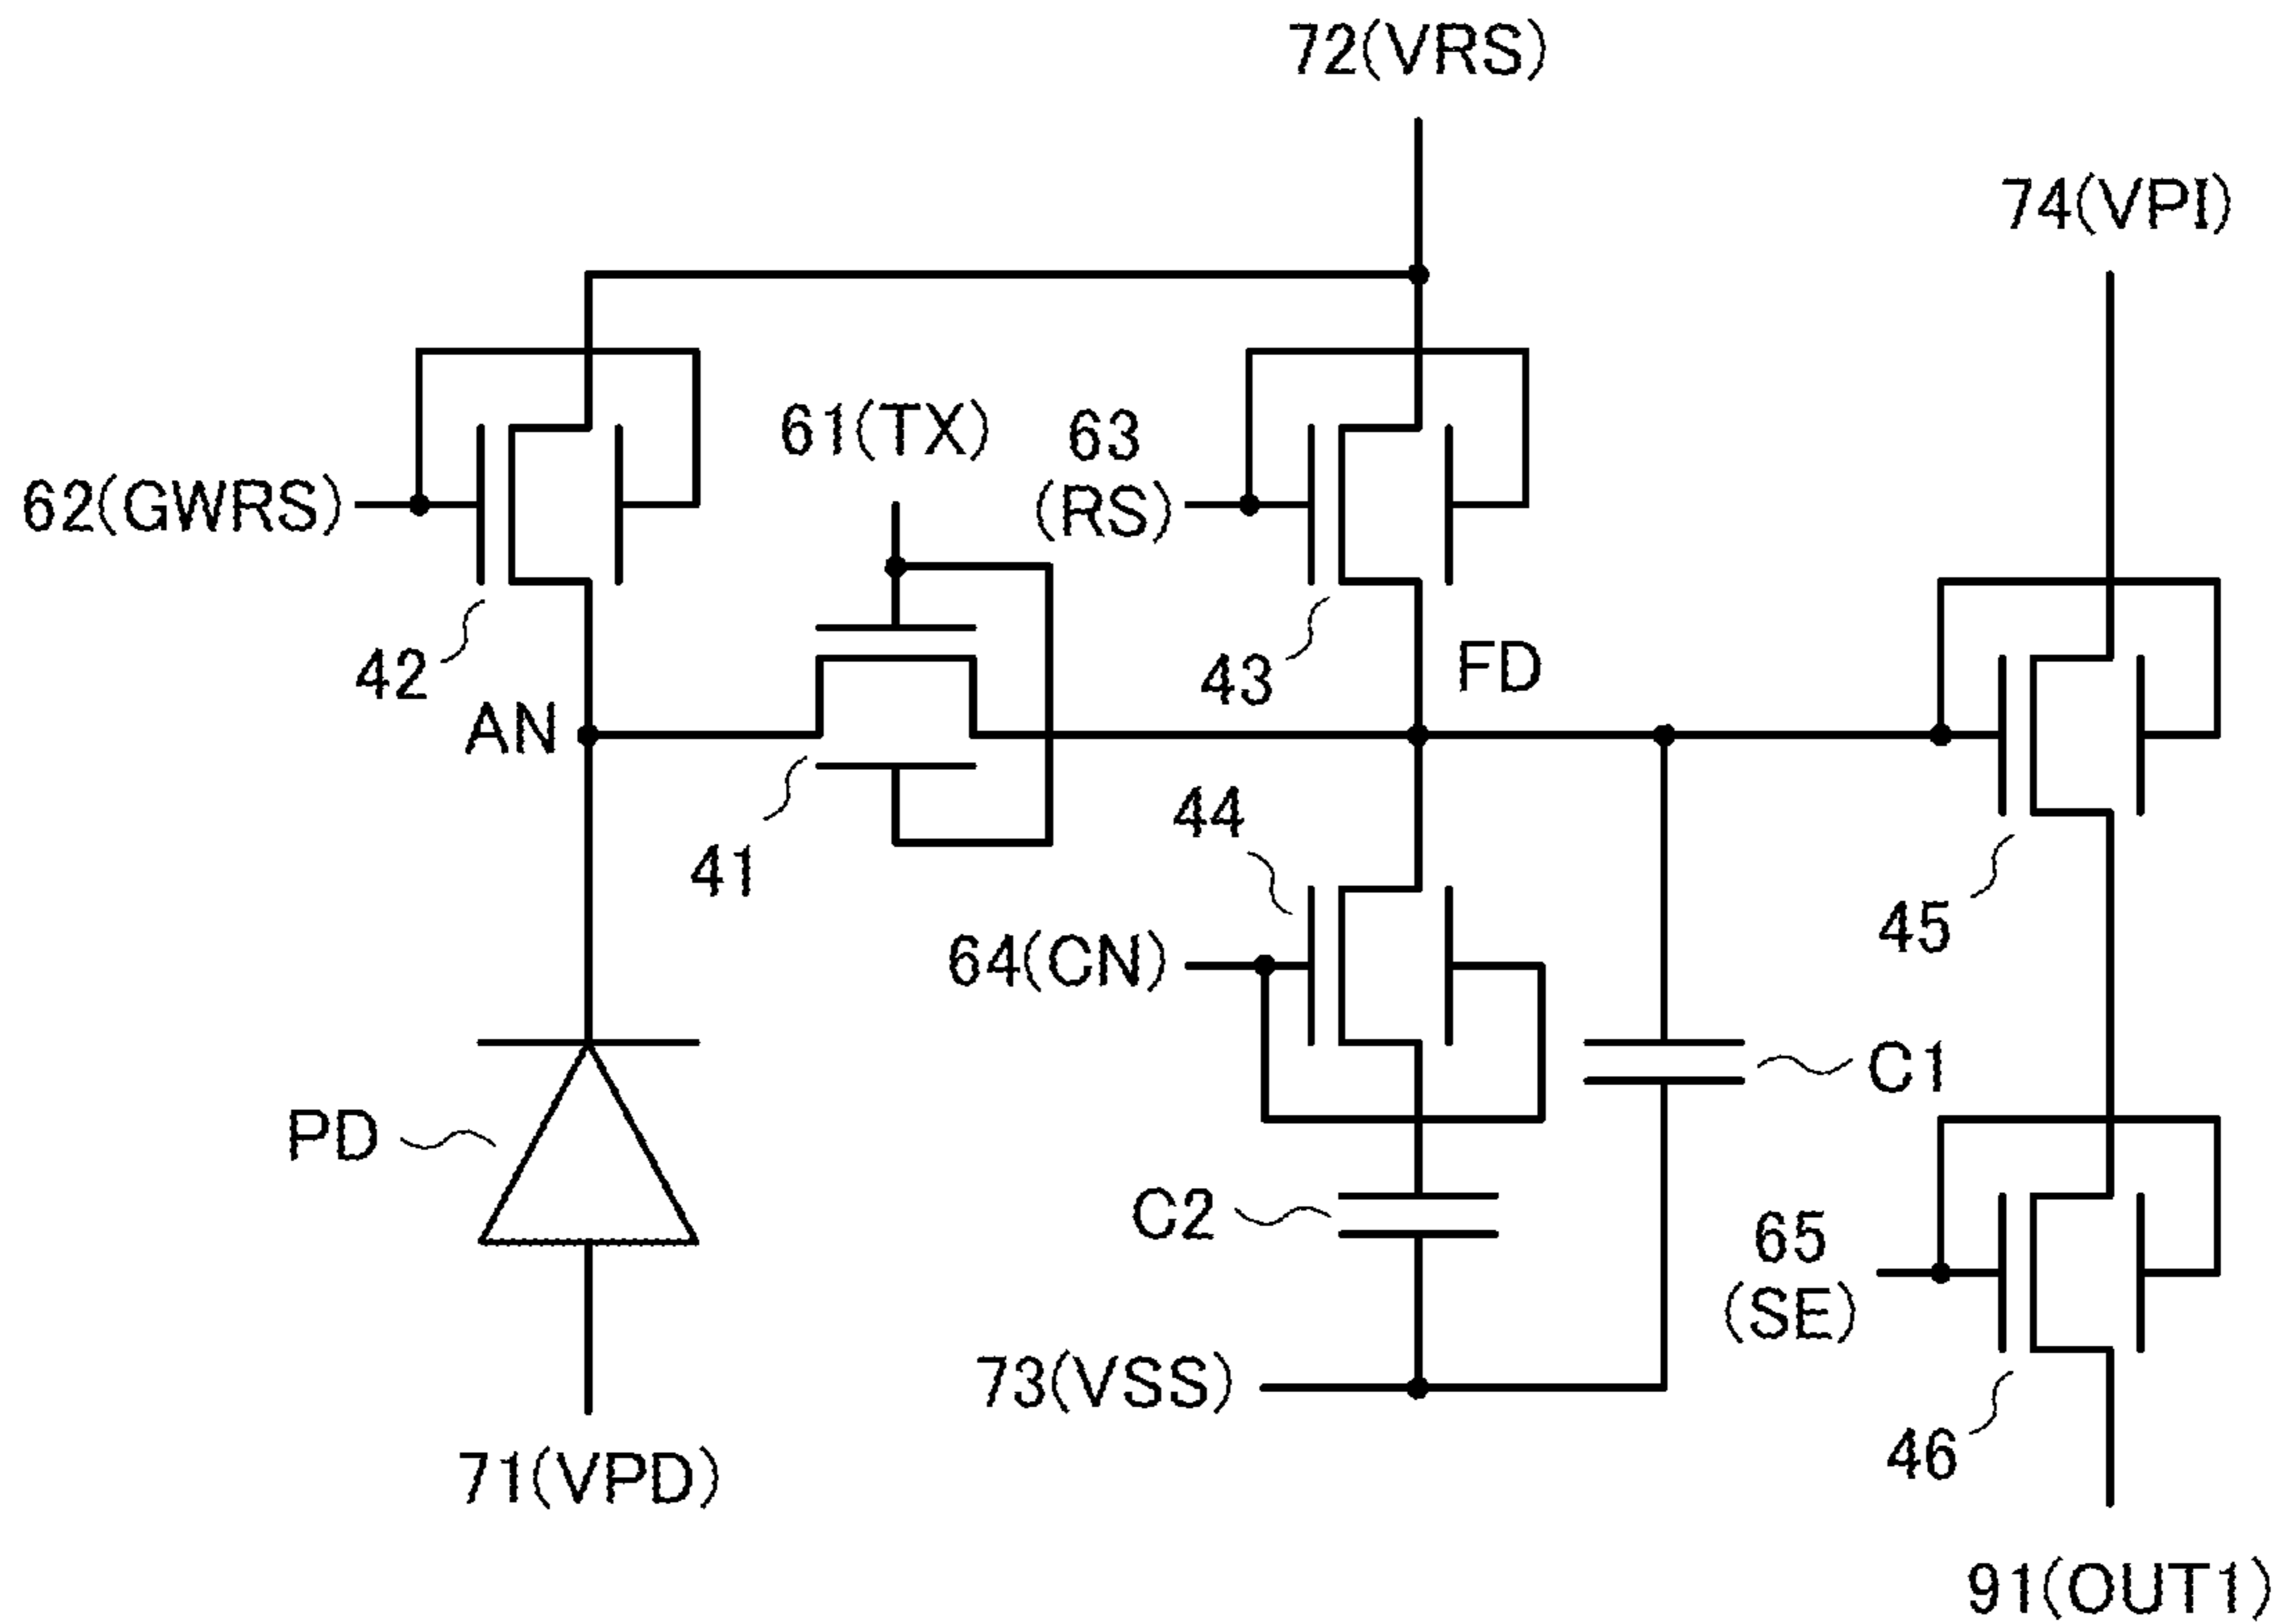 72(VRS)
74(VPI)
61(TX)
63
(RS)
62(GWRS)
42
43
FD
AN
44
41
45
64(CN)
C1
PD
C2
65
(SE)
73(VSS)
46
71(VPD)
91(OUT1)